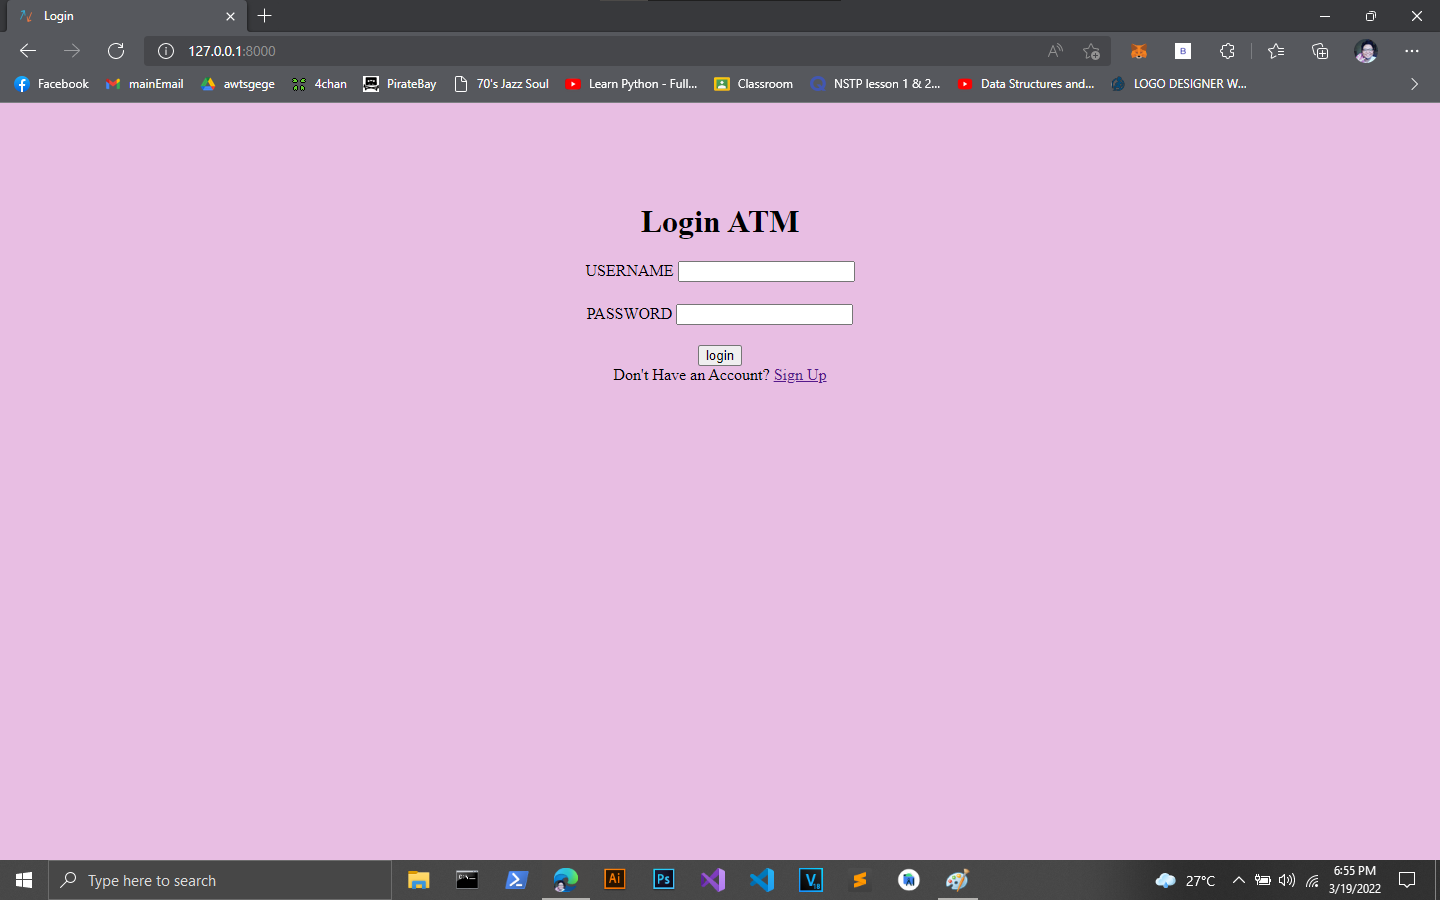 Login
127.0.0.1:8000
Facebook mainEmail awtsgege 4chan PirateBay 70's Jazz Soul Learn Python - Full... Classroom NSTP lesson 1 & 2... Data Structures and... LOGO DESIGNER W...
Login ATM
USERNAME
PASSWORD
login
Don't Have an Account? Sign Up
Type here to search
27°C
6:55 PM
3/19/2022